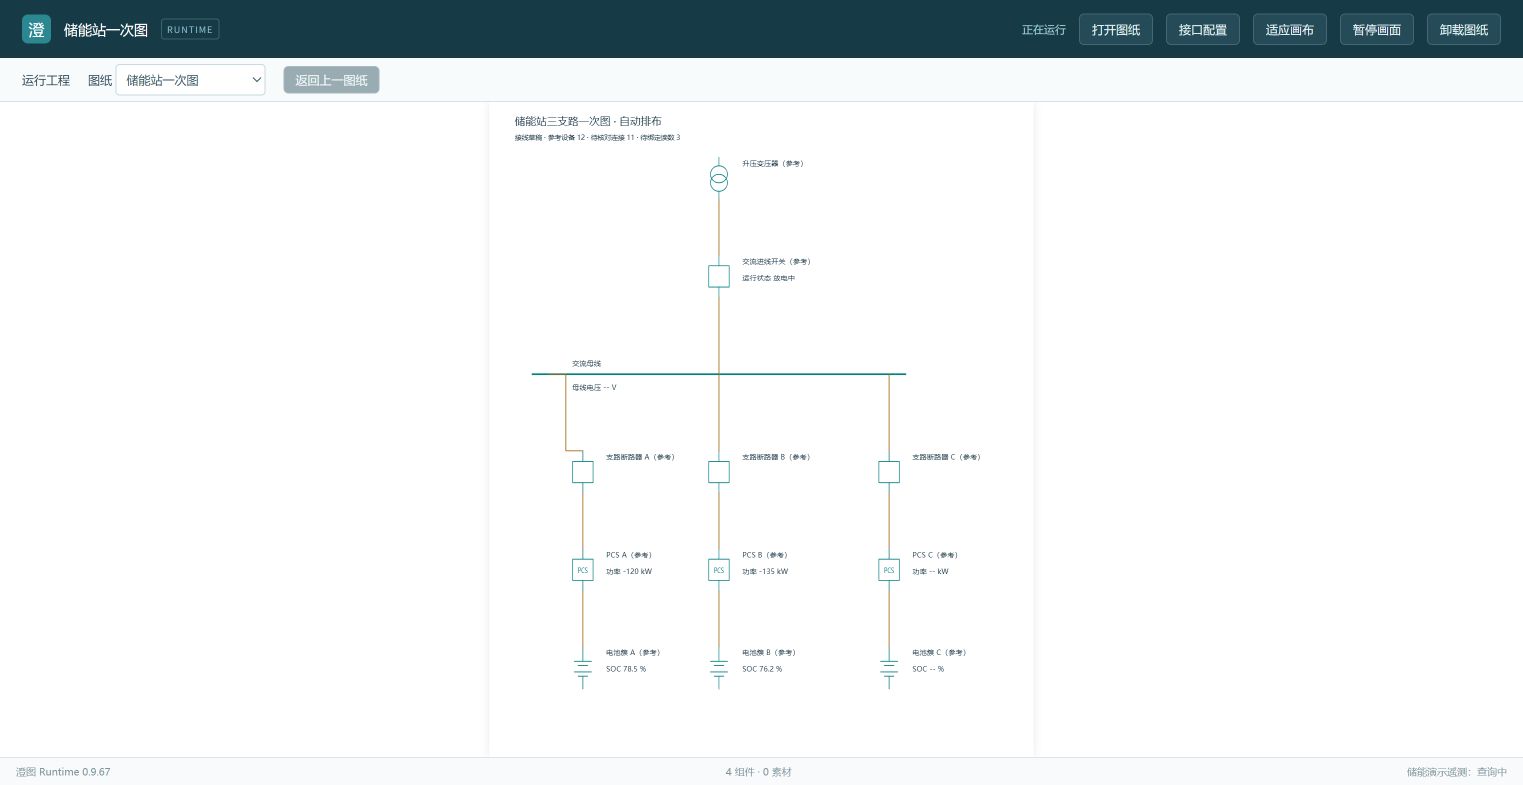 澄 储能站一次图 RUNTIME 正在运行 打开图纸 接口配置 适应画布 暂停画面 卸载图纸
运行工程 图纸 储能站一次图 返回上一图纸
储能站三支路一次图 · 自动排布
接线草稿 · 参考设备 12 · 待核对连接 11 · 待绑定读数 3
升压变压器（参考）
交流进线开关（参考）
运行状态 放电中
交流母线
母线电压 -- V
支路断路器 A（参考） 支路断路器 B（参考） 支路断路器 C（参考）
PCS A（参考） PCS B（参考） PCS C（参考）
PCS 功率 -120 kW PCS 功率 -135 kW PCS 功率 -- kW
电池簇 A（参考） 电池簇 B（参考） 电池簇 C（参考）
SOC 78.5 % SOC 76.2 % SOC -- %
澄图 Runtime 0.9.67 4 组件 · 0 素材 储能演示遥测：查询中